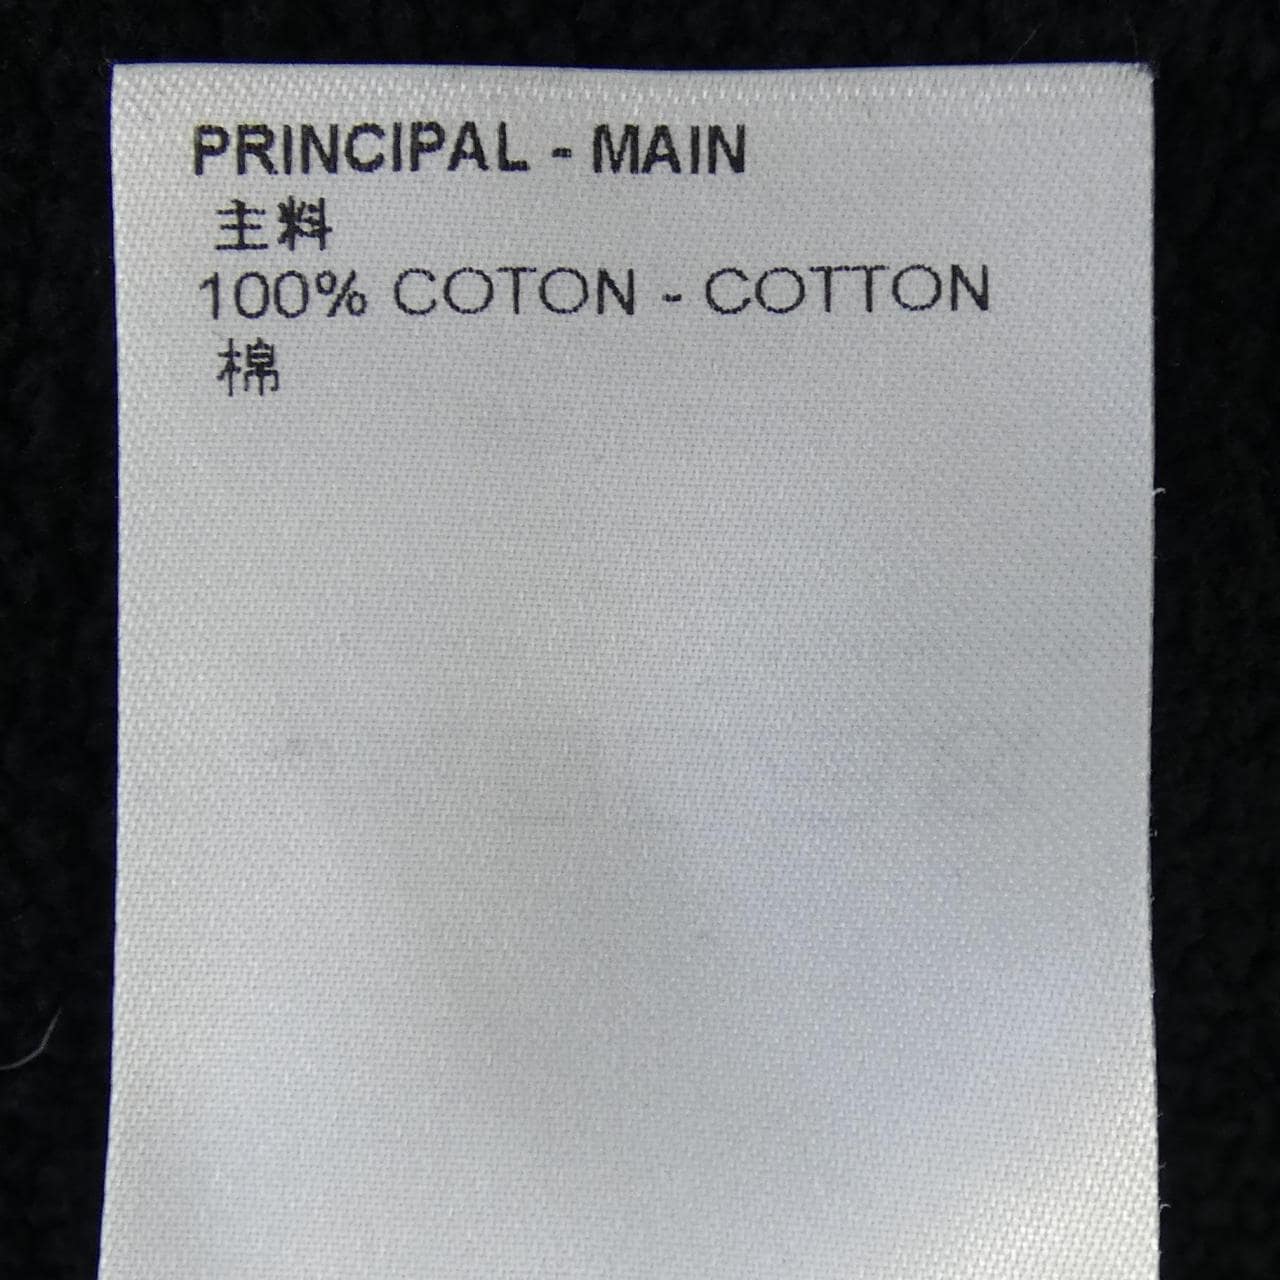 PRINCIPAL - MAIN
主料
100% COTON - COTTON
棉